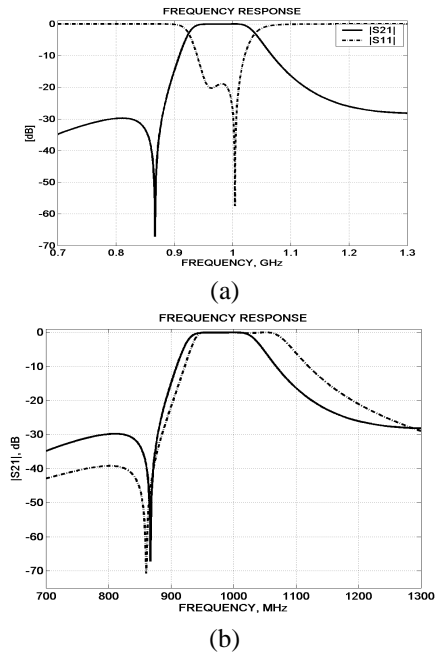 FREQUENCY RESPONSE
0
-10
-20
-30
-40
-50
-60
-70
[dB]
|S21|
|S11|
0.7 0.8 0.9 1 1.1 1.2 1.3
FREQUENCY, GHz
(a)
FREQUENCY RESPONSE
0
-10
-20
-30
-40
-50
-60
-70
|S21|, dB
700 800 900 1000 1100 1200 1300
FREQUENCY, MHz
(b)